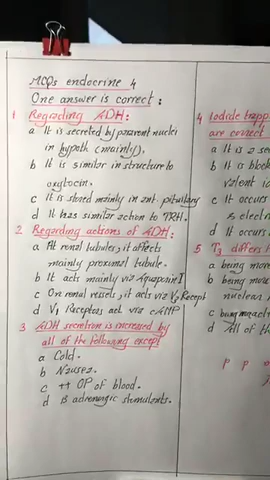 MCQs endocrine 4
One answer is correct:
1 Regrading ADH:
a It is secreted by paravent nuclei
in hypoth (mainly).
b It is similar in structure to
oxytocin.
c It is stored mainly in ant. pituitary
d It has similar action to TRH.
2 Regarding actions of ADH:
a At renal tubules, it affects
mainly proximal tubule.
b It acts mainly via Aquaporin I
c On renal vessels, it acts via V2 Recept
d V1 Receptors act via cAMP
3 ADH secretion is increased by
all of the following except
a Cold.
b Nausea.
c ++ OP of blood.
d B adrenergic stimulants.
4 Iodide trapp
are correct
a It is a se
b It is block
valent i
c It occurs
s elect
d It occurs
5 T3 differs
a being more
b being more
nuclear
c being more
d All of th